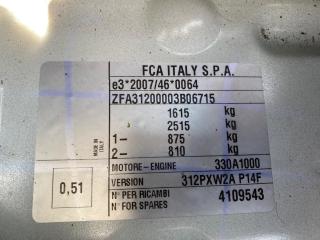 FCA ITALY S.P.A.
e3*2007/46*0064
ZFA31200003B06715
1615 kg
2515 kg
1- 875 kg
2- 810 kg
MADE IN ITALY
MOTORE-ENGINE 330A1000
VERSION 312PXW2A P14F
0,51
N° PER RICAMBI
N° FOR SPARES 4109543